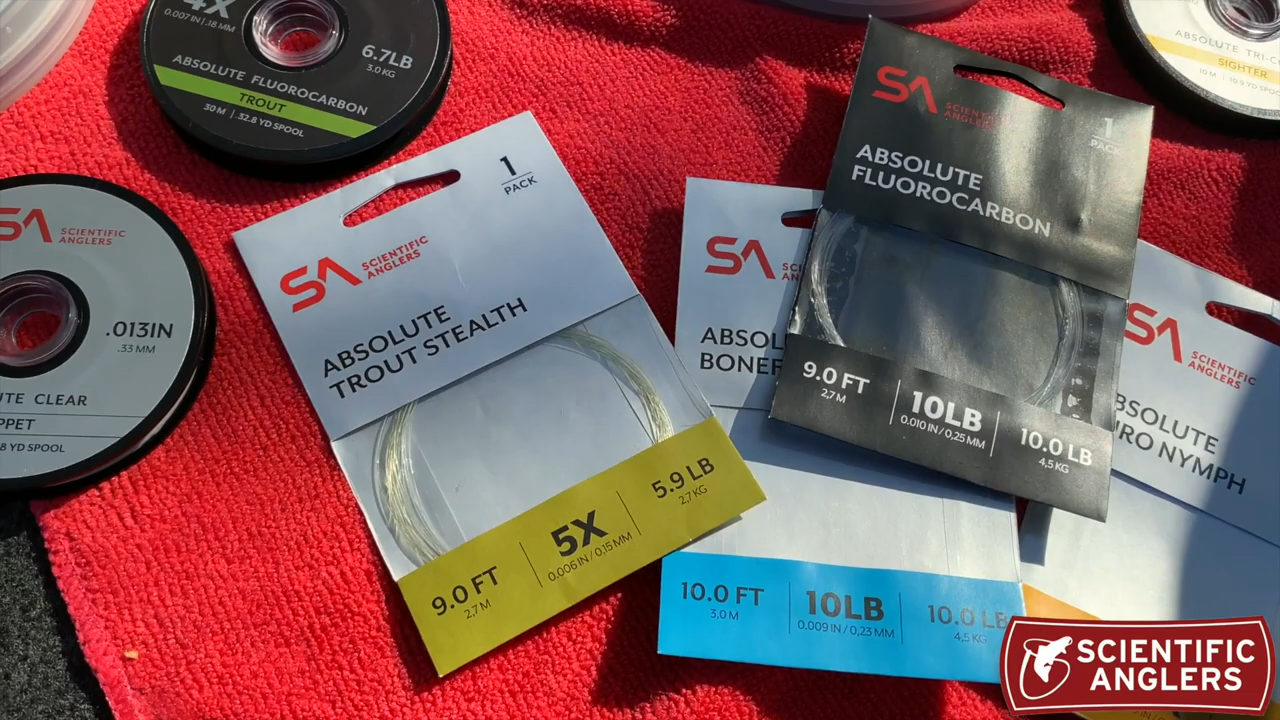 4X
0.007 IN | .18 MM
6.7LB
3.0 KG
ABSOLUTE FLUOROCARBON
TROUT
30 M | 32.8 YD SPOOL
SA SCIENTIFIC
ANGLERS
.013IN
.33 MM
UTE CLEAR
PPET
8 YD SPOOL
1
PACK
SA SCIENTIFIC
ANGLERS
ABSOLUTE
TROUT STEALTH
9.0 FT
2,7 M
5X
0.006 IN / 0,15 MM
5.9 LB
2,7 KG
SA SCIENTIFIC
ANGLERS
1
PACK
ABSOLUTE
FLUOROCARBON
9.0 FT
2,7 M
10LB
0.010 IN / 0,25 MM
10.0 LB
4,5 KG
SA SC
ABSOL
BONEF
10.0 FT
3,0 M
10LB
0.009 IN / 0,23 MM
10.0 LB
4,5 KG
SA SCIENTIFIC
ANGLERS
BSOLUTE
RO NYMPH
ABSOLUTE TRI-C
SIGHTER
10 M | 10.9 YD SPOO
SCIENTIFIC
ANGLERS